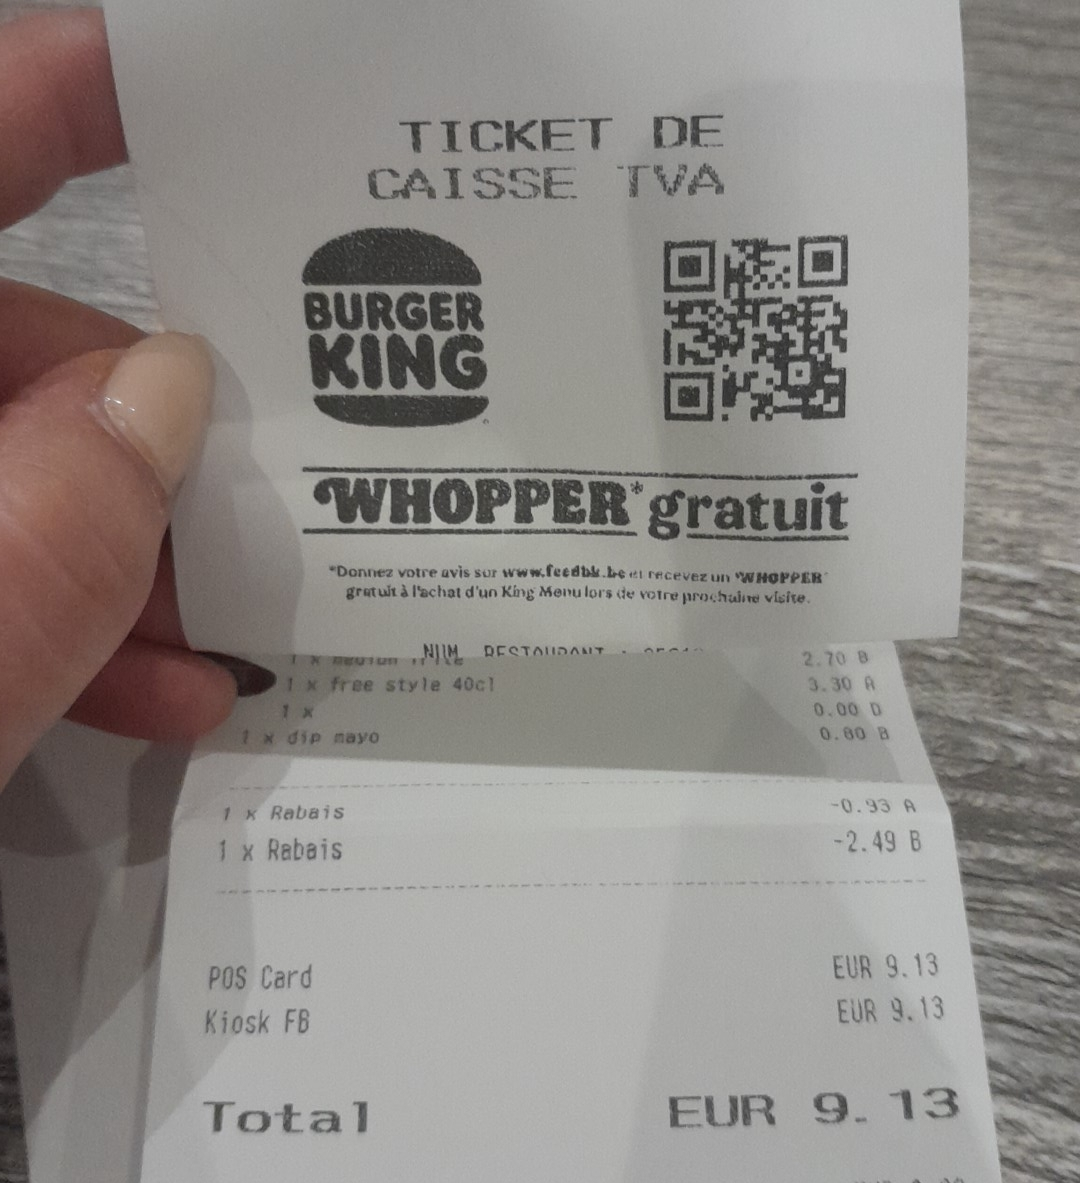 TICKET DE
CAISSE TVA
BURGER
KING
WHOPPER* gratuit
*Donnez votre avis sur www.feedbk.be et recevez un WHOPPER
gratuit à l'achat d'un King Menu lors de votre prochaine visite.
1 x 2.70 B
1 x free style 40cl 3.30 A
1 x 0.00 D
1 x dip mayo 0.80 B
1 x Rabais -0.93 A
1 x Rabais -2.49 B
POS Card EUR 9.13
Kiosk FB EUR 9.13
Total EUR 9.13